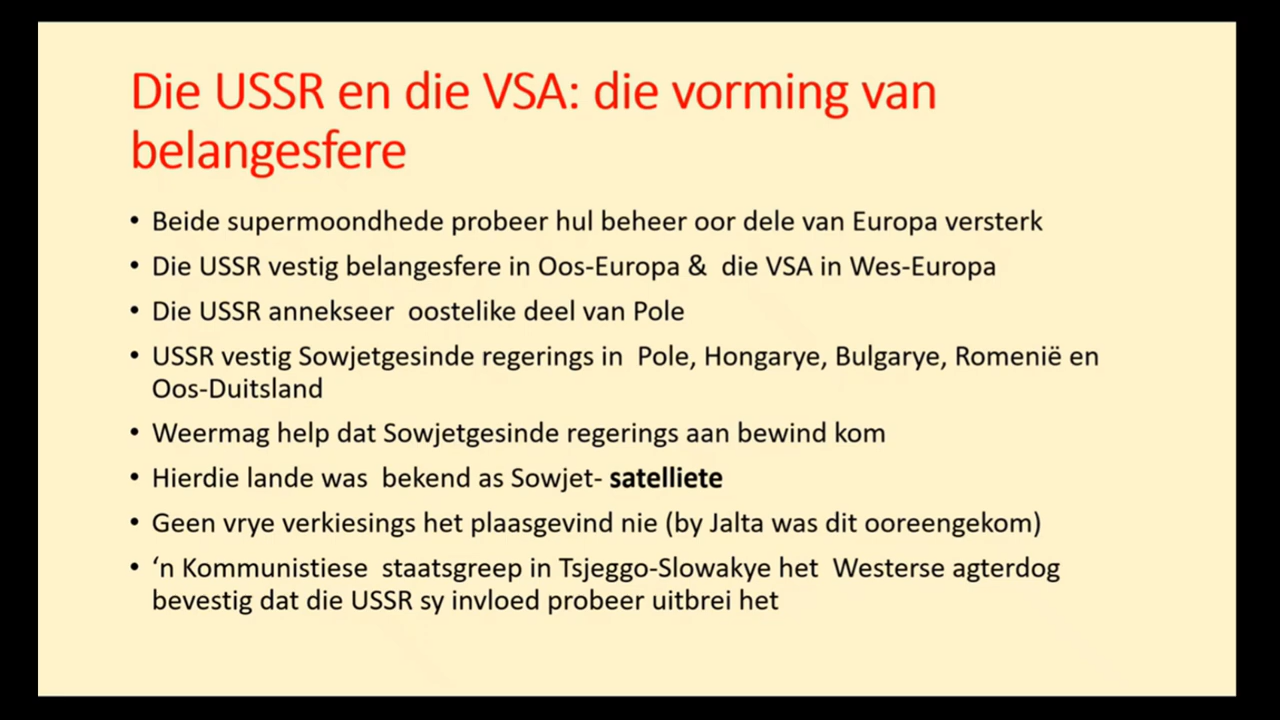 Die USSR en die VSA: die vorming van
belangesfere
• Beide supermoondhede probeer hul beheer oor dele van Europa versterk
• Die USSR vestig belangesfere in Oos-Europa & die VSA in Wes-Europa
• Die USSR annekseer oostelike deel van Pole
• USSR vestig Sowjetgesinde regerings in Pole, Hongarye, Bulgarye, Romenië en
Oos-Duitsland
• Weermag help dat Sowjetgesinde regerings aan bewind kom
• Hierdie lande was bekend as Sowjet- satelliete
• Geen vrye verkiesings het plaasgevind nie (by Jalta was dit ooreengekom)
• ‘n Kommunistiese staatsgreep in Tsjeggo-Slowakye het Westerse agterdog
bevestig dat die USSR sy invloed probeer uitbrei het